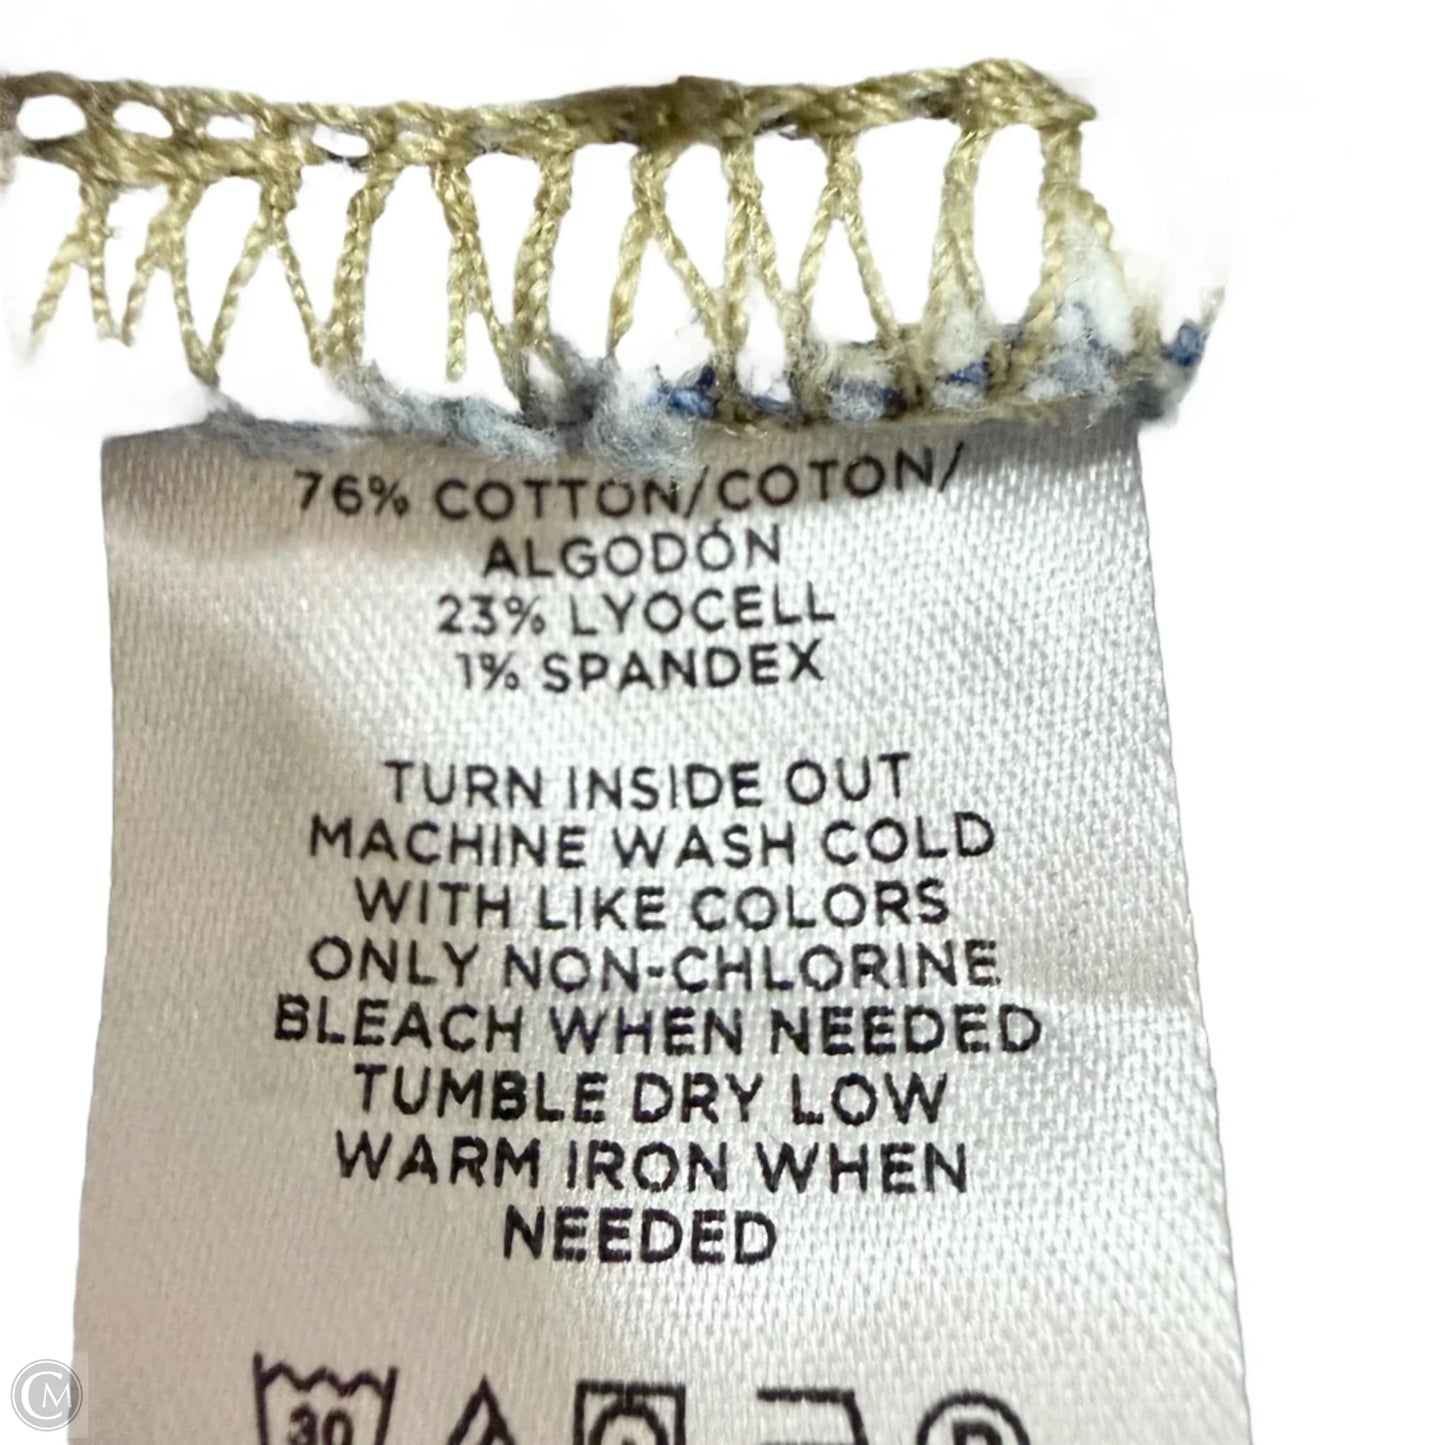 76% COTTON/COTON/
ALGODÓN
23% LYOCELL
1% SPANDEX
TURN INSIDE OUT
MACHINE WASH COLD
WITH LIKE COLORS
ONLY NON-CHLORINE
BLEACH WHEN NEEDED
TUMBLE DRY LOW
WARM IRON WHEN
NEEDED
30
P
CM